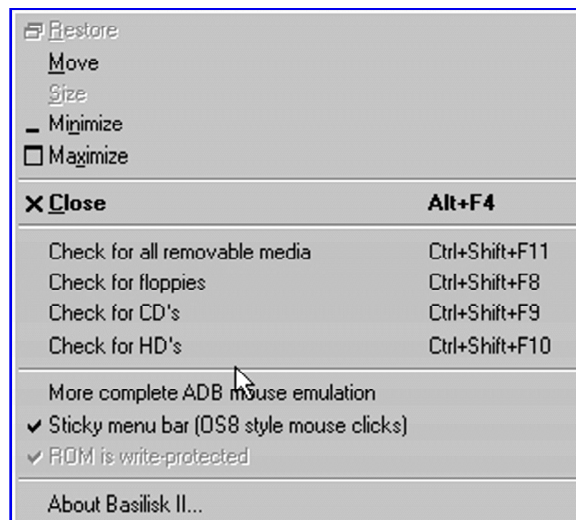 Restore
Move
Size
Minimize
Maximize
Close Alt+F4
Check for all removable media Ctrl+Shift+F11
Check for floppies Ctrl+Shift+F8
Check for CD's Ctrl+Shift+F9
Check for HD's Ctrl+Shift+F10
More complete ADB mouse emulation
Sticky menu bar (OS8 style mouse clicks)
ROM is write-protected
About Basilisk II...